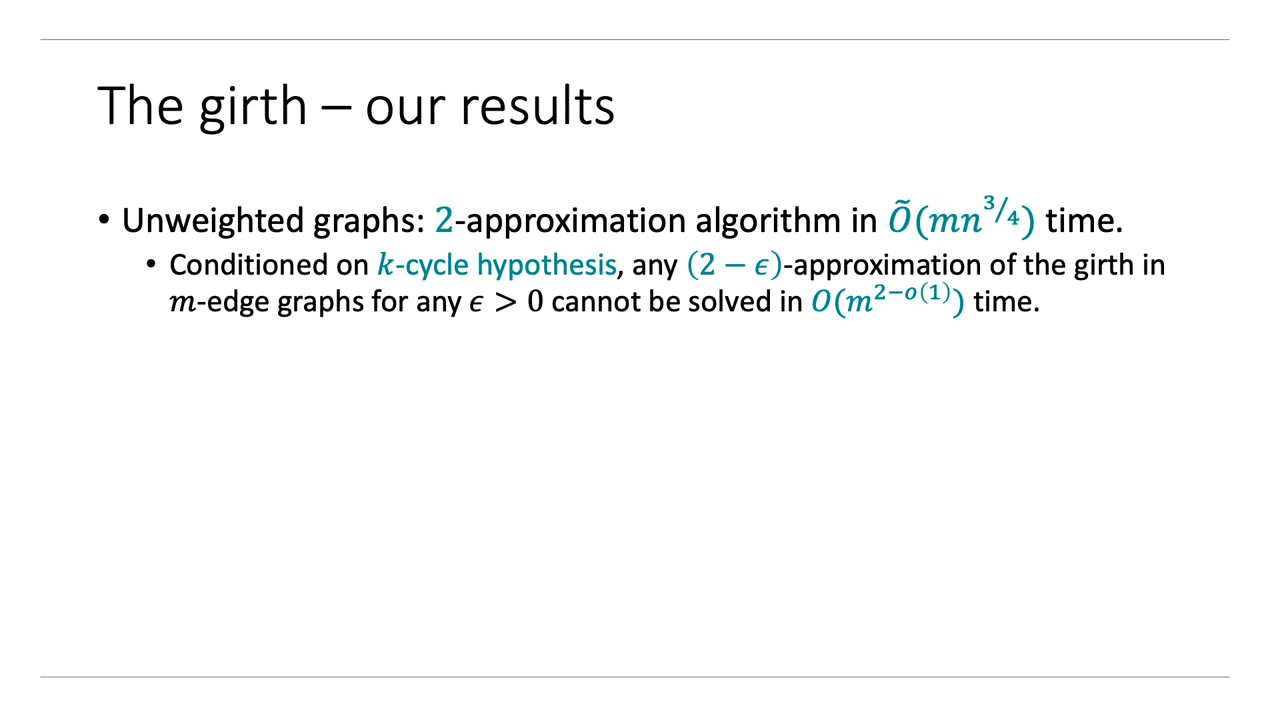 The girth – our results
• Unweighted graphs: 2-approximation algorithm in Õ(mn^{3/4}) time.
• Conditioned on k-cycle hypothesis, any (2 − ϵ)-approximation of the girth in
m-edge graphs for any ϵ > 0 cannot be solved in O(m^{2−o(1)}) time.